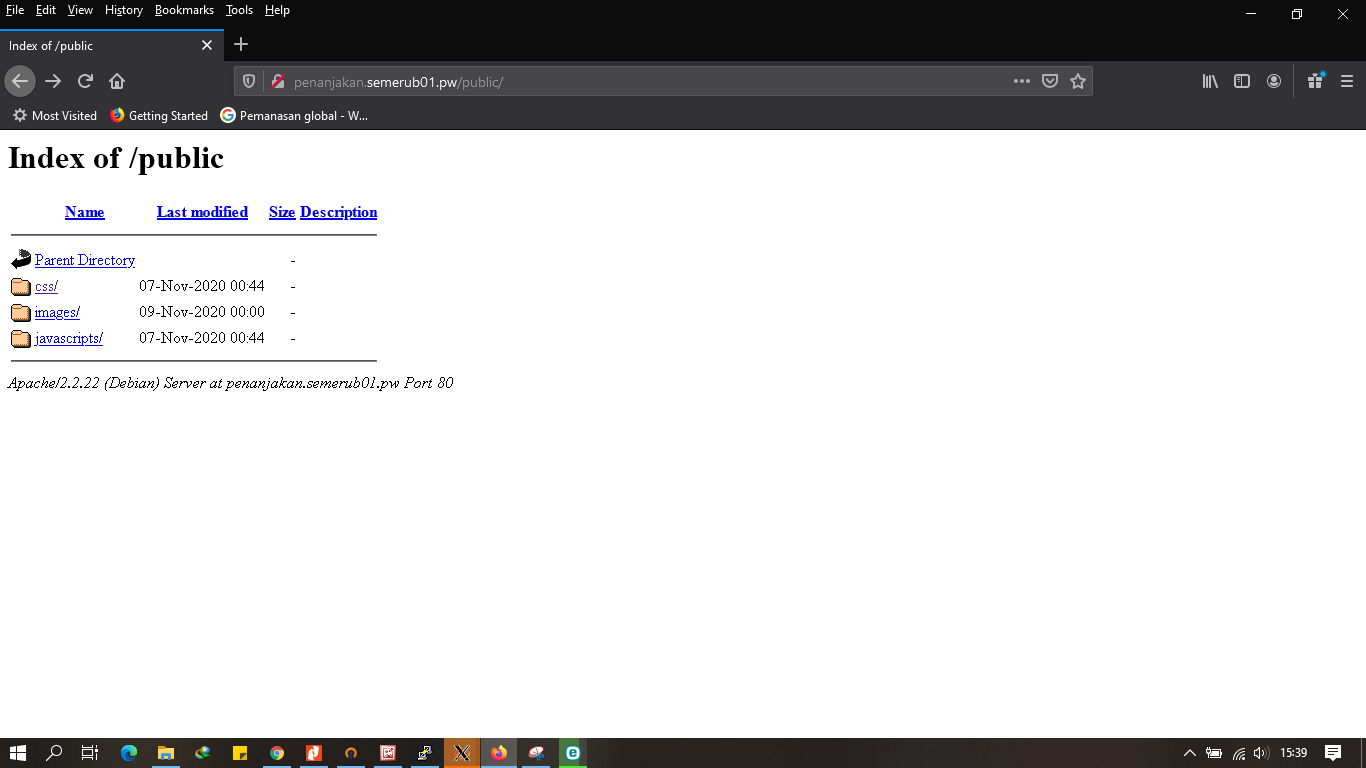 File Edit View History Bookmarks Tools Help
Index of /public
penanjakan.semerub01.pw/public/
Most Visited Getting Started Pemanasan global - W...
Index of /public
Name Last modified Size Description
Parent Directory -
css/ 07-Nov-2020 00:44 -
images/ 09-Nov-2020 00:00 -
javascripts/ 07-Nov-2020 00:44 -
Apache/2.2.22 (Debian) Server at penanjakan.semerub01.pw Port 80
15:39